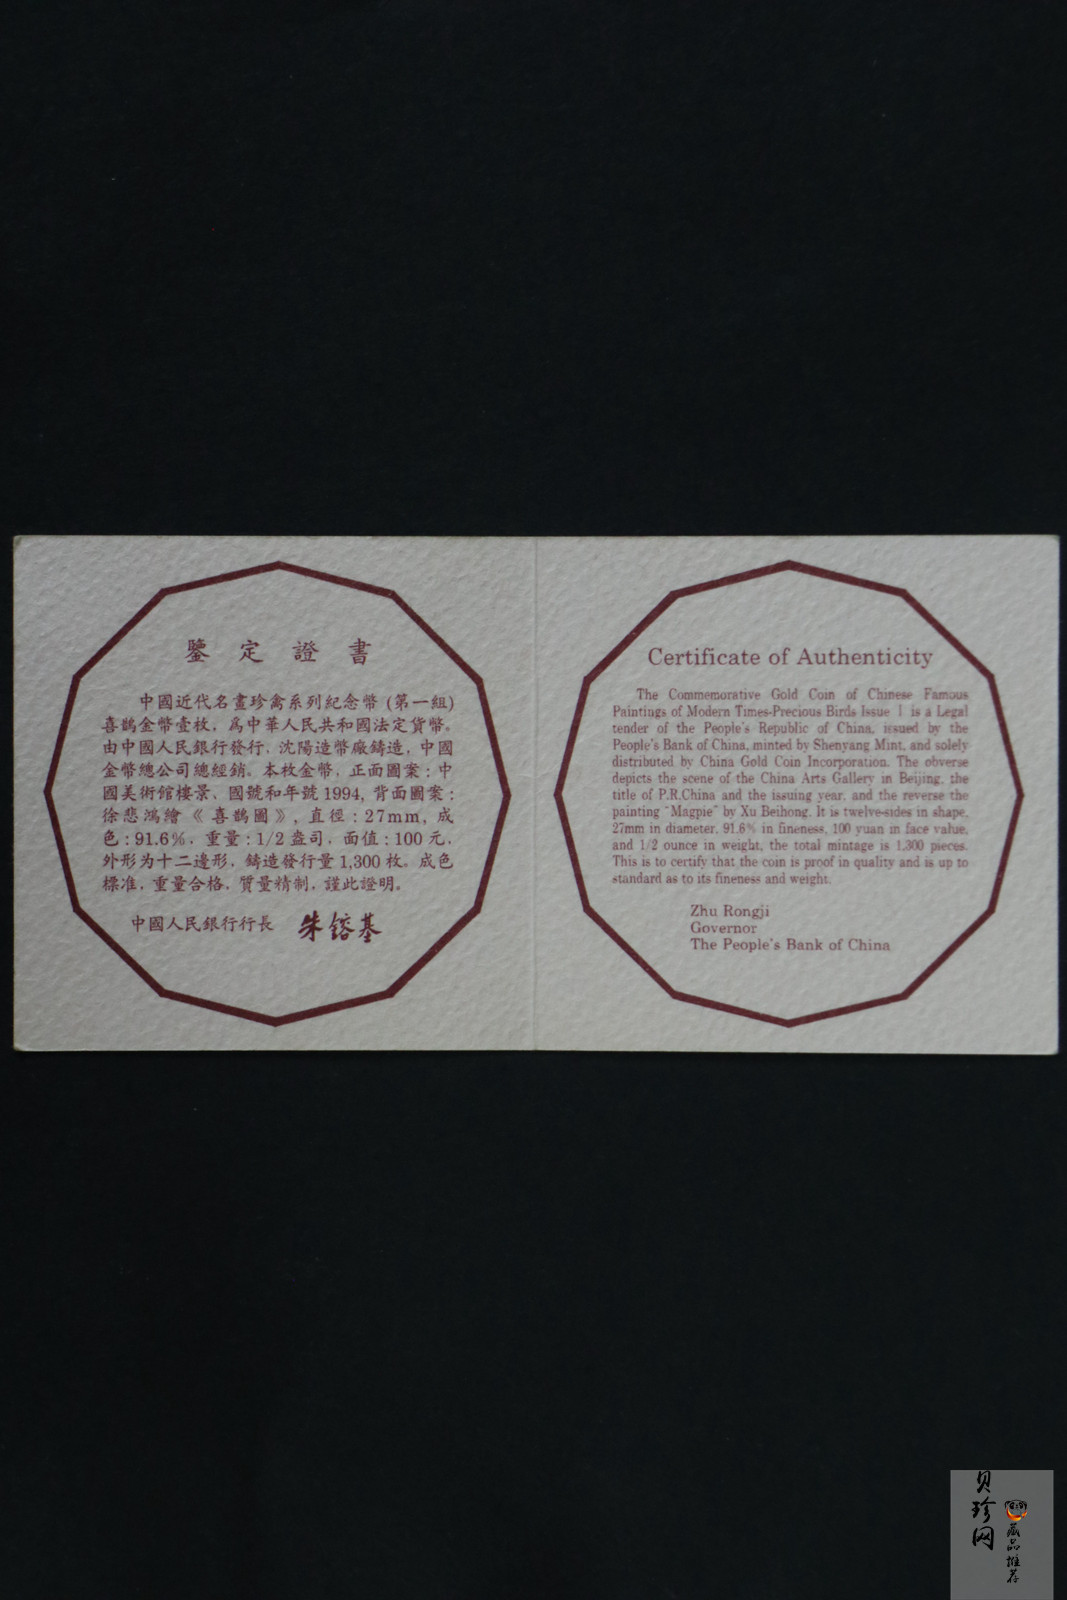 鑒定證書
中國近代名畫珍禽系列紀念幣(第一組)
喜鵲金幣壹枚，爲中華人民共和國法定貨幣。
由中國人民銀行發行，沈陽造幣廠鑄造，中國
金幣總公司總經銷。本枚金幣，正面圖案：中
國美術館樓景、國號和年號1994，背面圖案：
徐悲鴻繪《喜鵲圖》，直徑：27mm，成
色：91.6%，重量：1/2盎司，面值：100元，
外形为十二邊形，鑄造發行量1,300枚。成色
標准，重量合格，質量精制，謹此證明。
中國人民銀行行長 朱鎔基
Certificate of Authenticity
The Commemorative Gold Coin of Chinese Famous
Paintings of Modern Times-Precious Birds Issue I is a Legal
tender of the People's Republic of China, issued by the
People's Bank of China, minted by Shenyang Mint, and solely
distributed by China Gold Coin Incorporation. The obverse
depicts the scene of the China Arts Gallery in Beijing, the
title of P.R.China and the issuing year, and the reverse the
painting "Magpie" by Xu Beihong. It is twelve-sides in shape,
27mm in diameter, 91.6% in fineness, 100 yuan in face value,
and 1/2 ounce in weight, the total mintage is 1,300 pieces.
This is to certify that the coin is proof in quality and is up to
standard as to its fineness and weight.
Zhu Rongji
Governor
The People's Bank of China
贝珍网
藏品推荐